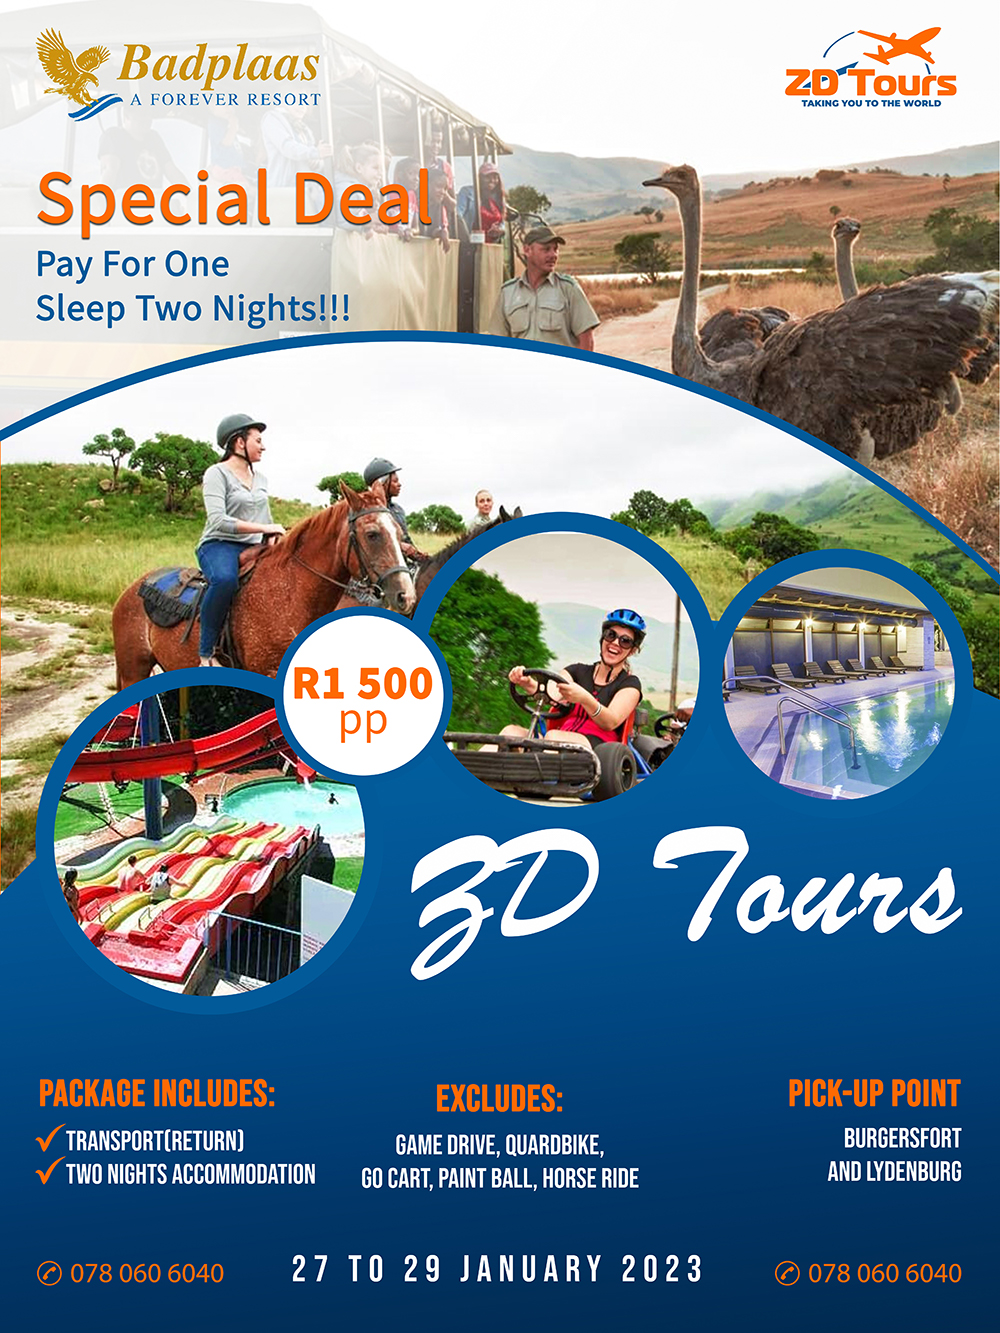 Badplaas
A FOREVER RESORT
ZD Tours
TAKING YOU TO THE WORLD
Special Deal
Pay For One
Sleep Two Nights!!!
R1 500
pp
ZD Tours
PACKAGE INCLUDES:
TRANSPORT(RETURN)
TWO NIGHTS ACCOMMODATION
EXCLUDES:
GAME DRIVE, QUARDBIKE,
GO CART, PAINT BALL, HORSE RIDE
PICK-UP POINT
BURGERSFORT
AND LYDENBURG
078 060 6040
27 TO 29 JANUARY 2023
078 060 6040